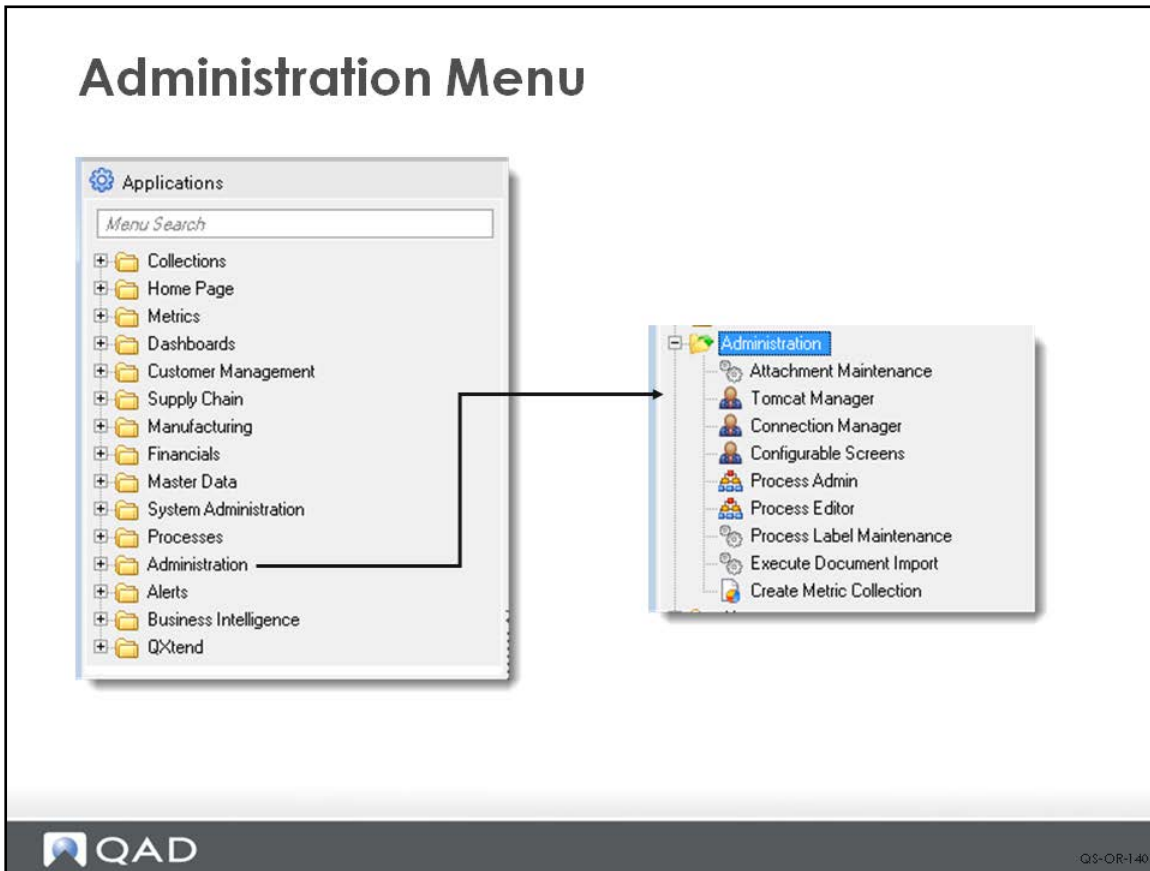 Administration Menu
Applications
Menu Search
Collections
Home Page
Metrics
Dashboards
Customer Management
Supply Chain
Manufacturing
Financials
Master Data
System Administration
Processes
Administration
Alerts
Business Intelligence
QXtend
Administration
Attachment Maintenance
Tomcat Manager
Connection Manager
Configurable Screens
Process Admin
Process Editor
Process Label Maintenance
Execute Document Import
Create Metric Collection
QAD
QS-OR-140